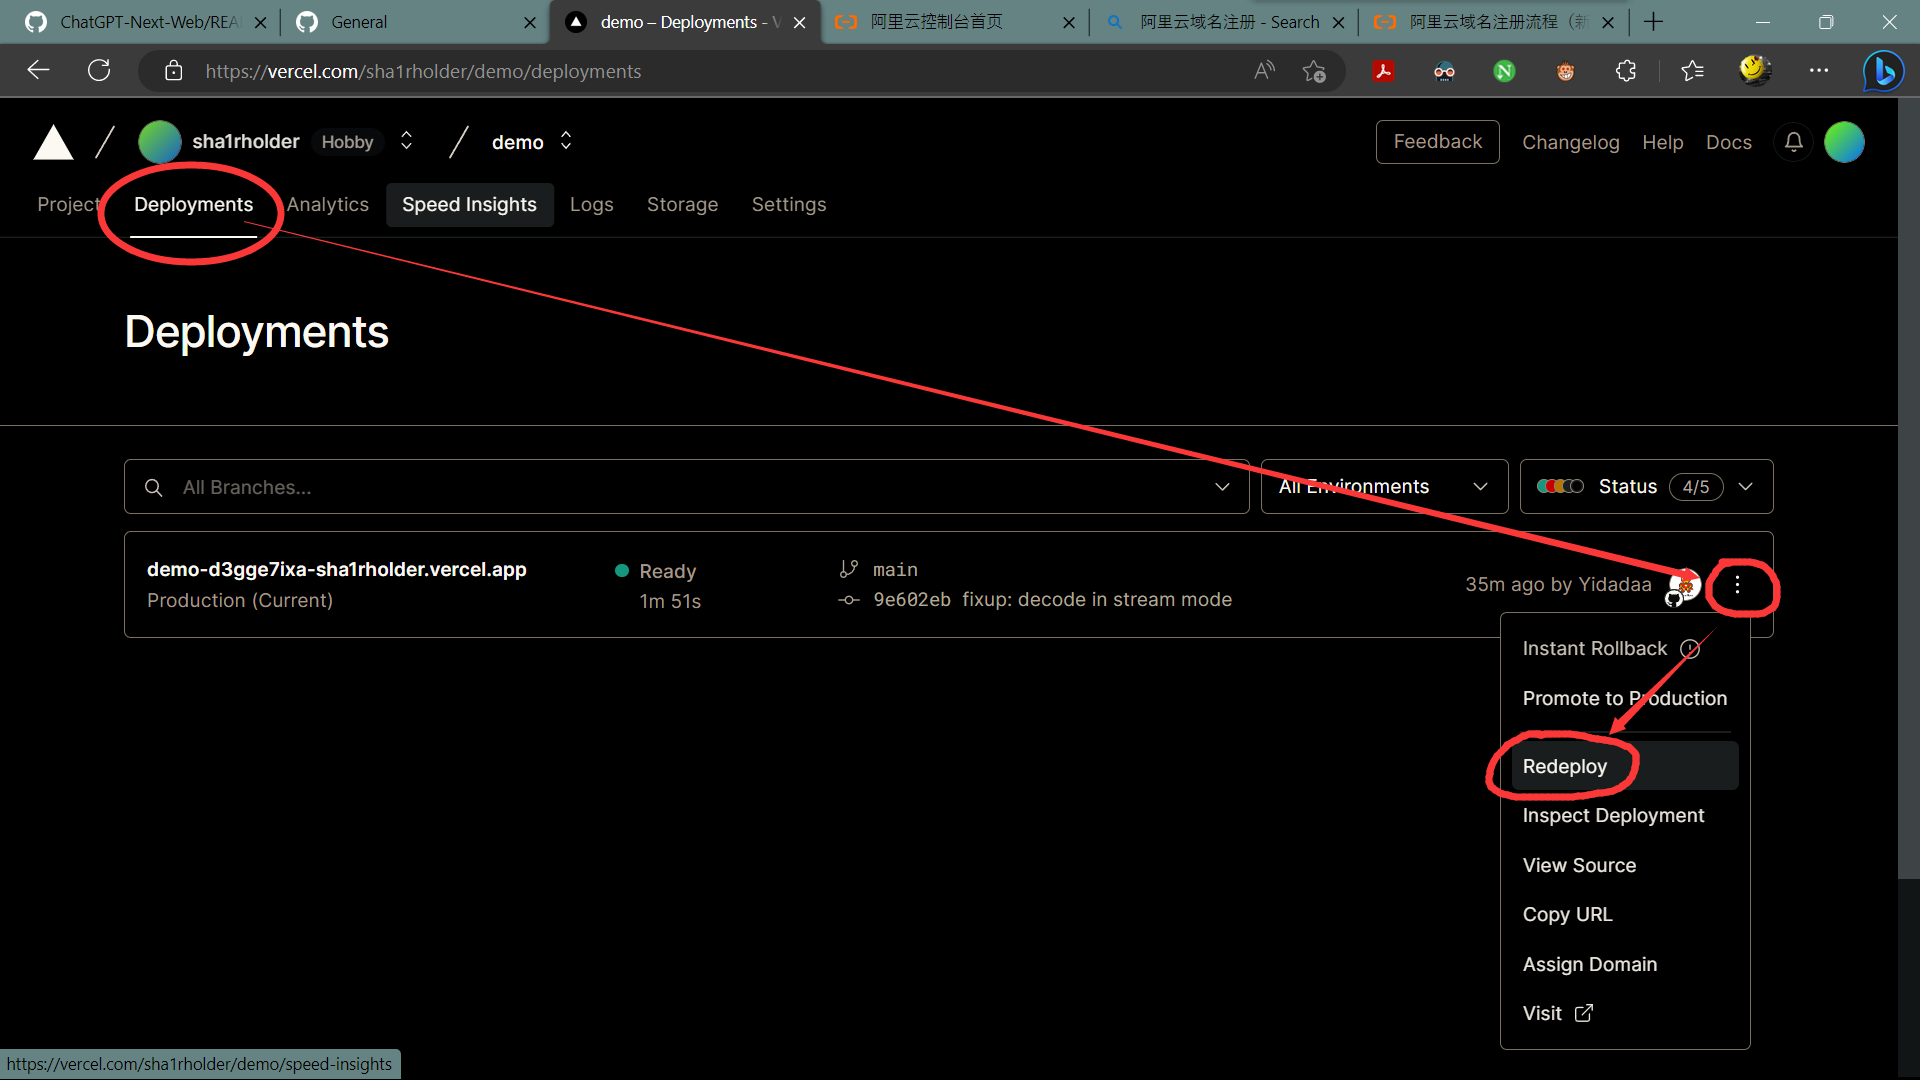 ChatGPT-Next-Web/REA
General
demo – Deployments - V
阿里云控制台首页
阿里云域名注册 - Search
阿里云域名注册流程（新
https://vercel.com/sha1rholder/demo/deployments
sha1rholder Hobby
demo
Feedback
Changelog
Help
Docs
Project
Deployments
Analytics
Speed Insights
Logs
Storage
Settings
Deployments
All Branches...
All Environments
Status 4/5
demo-d3gge7ixa-sha1rholder.vercel.app
Production (Current)
Ready
1m 51s
main
9e602eb fixup: decode in stream mode
35m ago by Yidadaa
Instant Rollback
Promote to Production
Redeploy
Inspect Deployment
View Source
Copy URL
Assign Domain
Visit
https://vercel.com/sha1rholder/demo/speed-insights